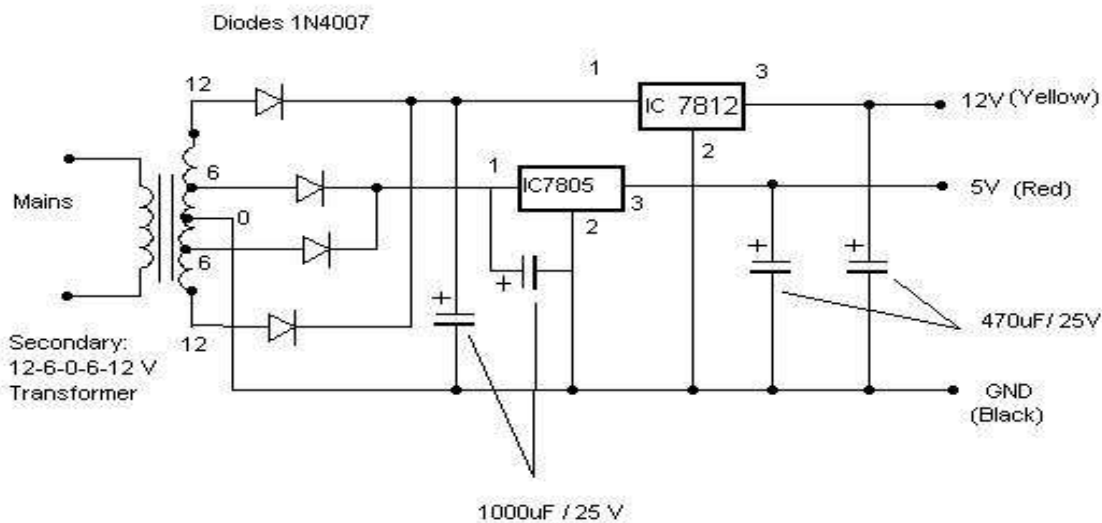 Diodes 1N4007
12
1
3
IC 7812
12V (Yellow)
2
6
1
IC7805
3
5V (Red)
Mains
0
2
6
+
+
+
+
12
470uF/ 25V
Secondary:
12-6-0-6-12 V
Transformer
GND
(Black)
1000uF / 25 V